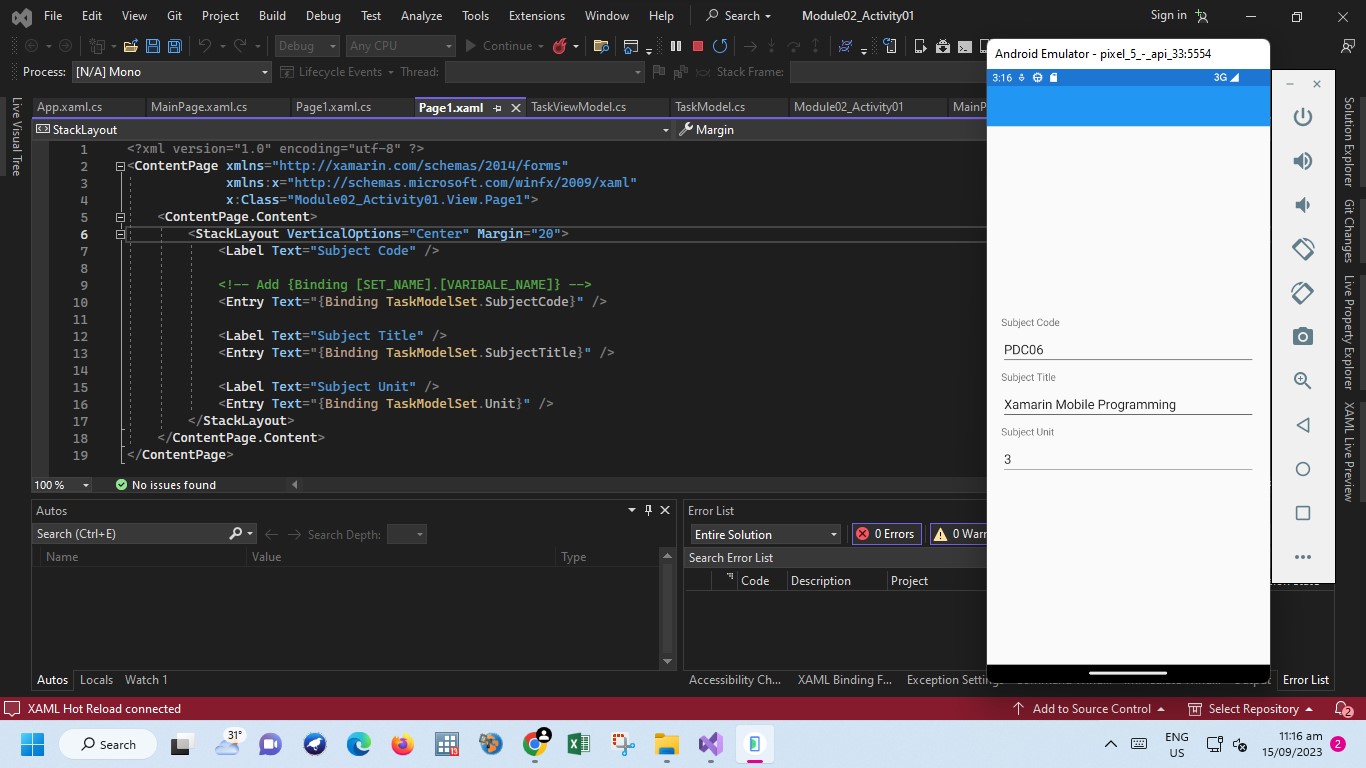 File Edit View Git Project Build Debug Test Analyze Tools Extensions Window Help Search Module02_Activity01 Sign in
Debug Any CPU Continue
Process: [N/A] Mono Lifecycle Events Thread: Stack Frame:
App.xaml.cs MainPage.xaml.cs Page1.xaml.cs Page1.xaml TaskViewModel.cs TaskModel.cs Module02_Activity01 MainP
StackLayout Margin
1 <?xml version="1.0" encoding="utf-8" ?>
2 <ContentPage xmlns="http://xamarin.com/schemas/2014/forms"
3 xmlns:x="http://schemas.microsoft.com/winfx/2009/xaml"
4 x:Class="Module02_Activity01.View.Page1">
5 <ContentPage.Content>
6 <StackLayout VerticalOptions="Center" Margin="20">
7 <Label Text="Subject Code" />
8
9 <!-- Add {Binding [SET_NAME].[VARIBALE_NAME]} -->
10 <Entry Text="{Binding TaskModelSet.SubjectCode}" />
11
12 <Label Text="Subject Title" />
13 <Entry Text="{Binding TaskModelSet.SubjectTitle}" />
14
15 <Label Text="Subject Unit" />
16 <Entry Text="{Binding TaskModelSet.Unit}" />
17 </StackLayout>
18 </ContentPage.Content>
19 </ContentPage>
100 % No issues found
Live Visual Tree
Autos
Search (Ctrl+E) Search Depth:
Name Value Type
Autos Locals Watch 1
Error List
Entire Solution 0 Errors 0 Warr
Search Error List
Code Description Project
Accessibility Ch... XAML Binding F... Exception Setting Error List
Android Emulator - pixel_5_-_api_33:5554
3:16 3G
Subject Code
PDC06
Subject Title
Xamarin Mobile Programming
Subject Unit
3
Solution Explorer
Git Changes
Live Property Explorer
XAML Live Preview
XAML Hot Reload connected Add to Source Control Select Repository 2
Search 31° ENG US 11:16 am 15/09/2023 2